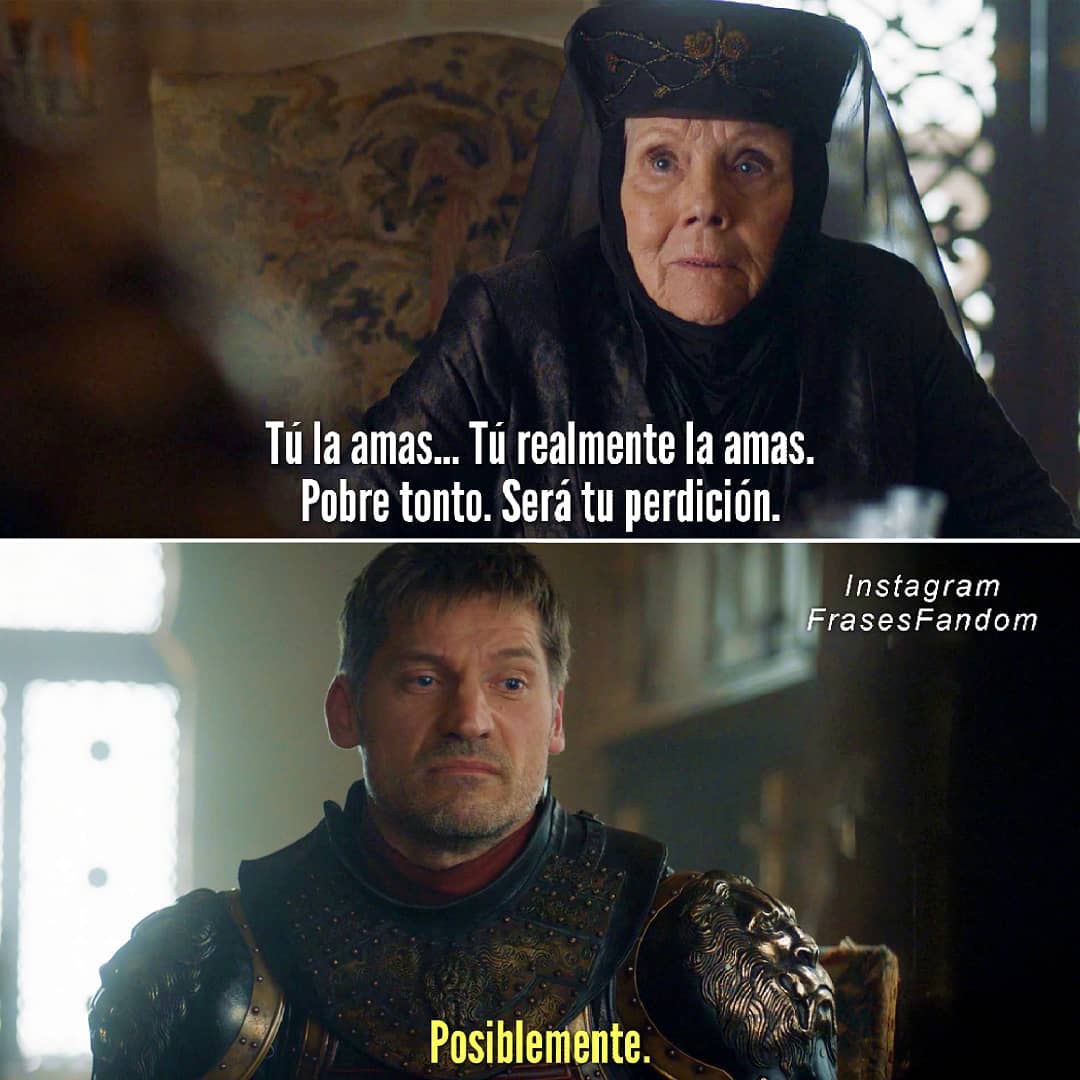 Tú la amas... Tú realmente la amas.
Pobre tonto. Será tu perdición.
Instagram
FrasesFandom
Posiblemente.